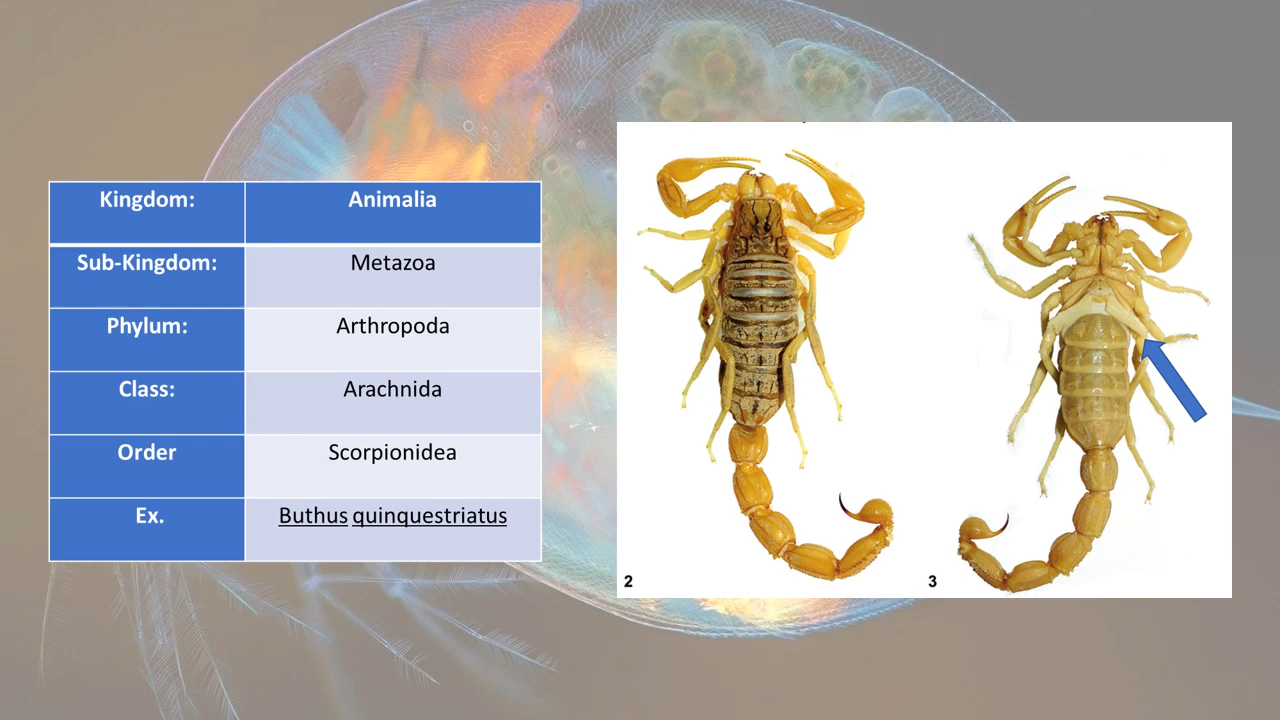 Kingdom: Animalia
Sub-Kingdom: Metazoa
Phylum: Arthropoda
Class: Arachnida
Order Scorpionidea
Ex. Buthus quinquestriatus
2 3